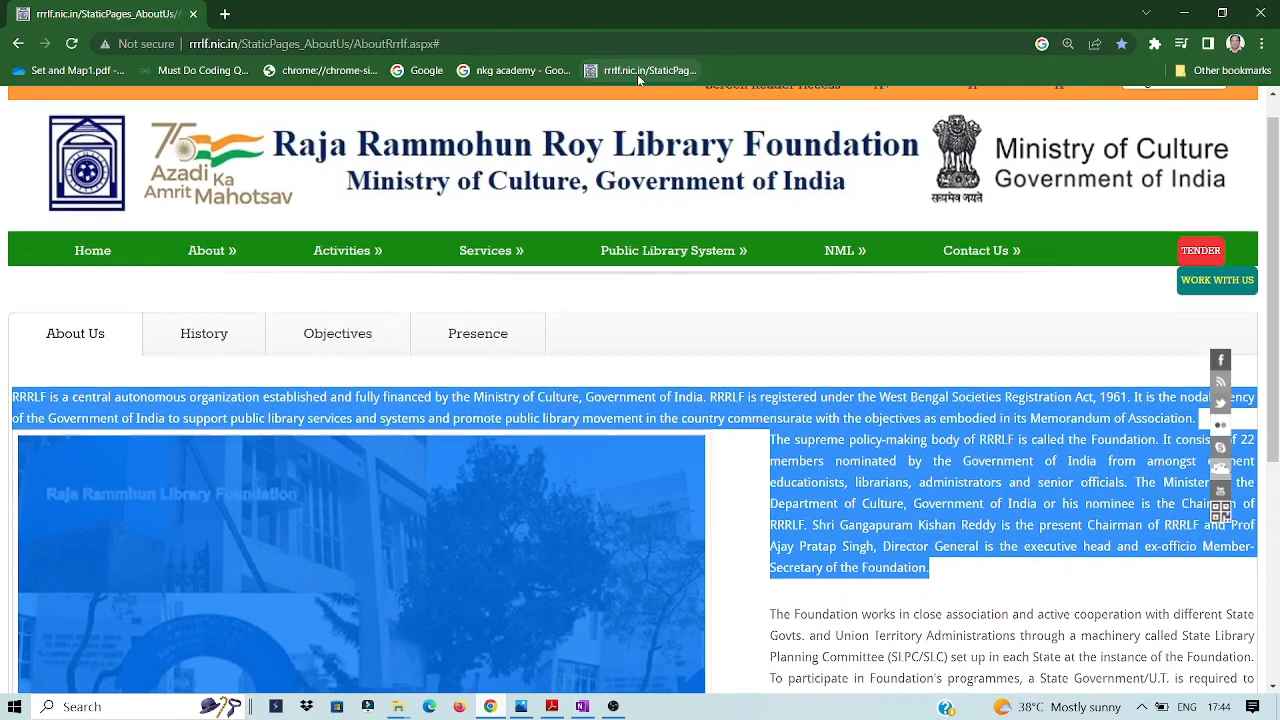 rrrlf.nic.in/StaticPages_AboutUs/
Not secure
rrrlf.nic.in/StaticPages_AboutUs/AboutRrrlf.aspx#
Set and Map1.pdf -...
Must Do Coding Q...
chrome://chrome-si...
Google
nkg academy - Goo...
rrrlf.nic.in/StaticPag...
Other bookmarks
Screen Reader Access
75
Azadi Ka
Amrit Mahotsav
Raja Rammohun Roy Library Foundation
Ministry of Culture, Government of India
सत्यमेव जयते
Ministry of Culture
Government of India
Home
About »
Activities »
Services »
Public Library System »
NML »
Contact Us »
TENDER
WORK WITH US
About Us
History
Objectives
Presence
RRRLF is a central autonomous organization established and fully financed by the Ministry of Culture, Government of India. RRRLF is registered under the West Bengal Societies Registration Act, 1961. It is the nodal
of the Government of India to support public library services and systems and promote public library movement in the country commensurate with the objectives as embodied in its Memorandum of Association.
Raja Rammhun Library Foundation
The supreme policy-making body of RRRLF is called the Foundation. It of 22
members nominated by the Government of India from amongst
educationists, librarians, administrators and senior officials. The Minister the
Department of Culture, Government of India or his nominee is the of
RRRLF. Shri Gangapuram Kishan Reddy is the present Chairman of RRRLF and Prof
Ajay Pratap Singh, Director General is the executive head and ex-officio Member-
Secretary of the Foundation.
The Foundation works in close association and active cooperation with different State
Govts. and Union Territory Administrations through a machinery called State Library
Planning Committee (SLPC/SLC) set up in each State at the instance of the Foundation.
To participate in Foundation's programmes, a State Government/U.T. is required to
Search
38°C Mostly sunny
ENG
17:44